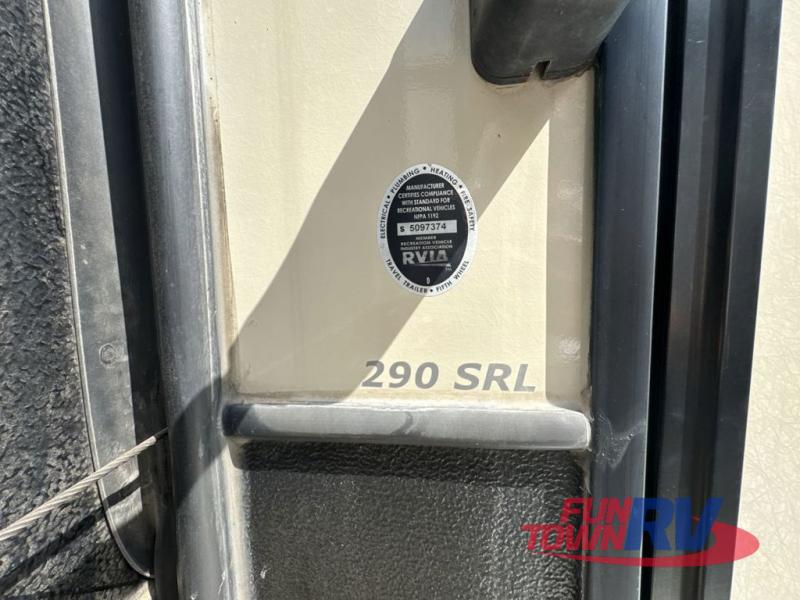 ELECTRICAL • PLUMBING • HEATING • FIRE-SAFETY
MANUFACTURER
CERTIFIES COMPLIANCE
WITH STANDARD FOR
RECREATIONAL VEHICLES
NFPA 1192
S 5097374
MEMBER
RECREATION VEHICLE
INDUSTRY ASSOCIATION
RVIA
D
TRAVEL TRAILER • FIFTH WHEEL
290 SRL
FUN
TOWN
RV